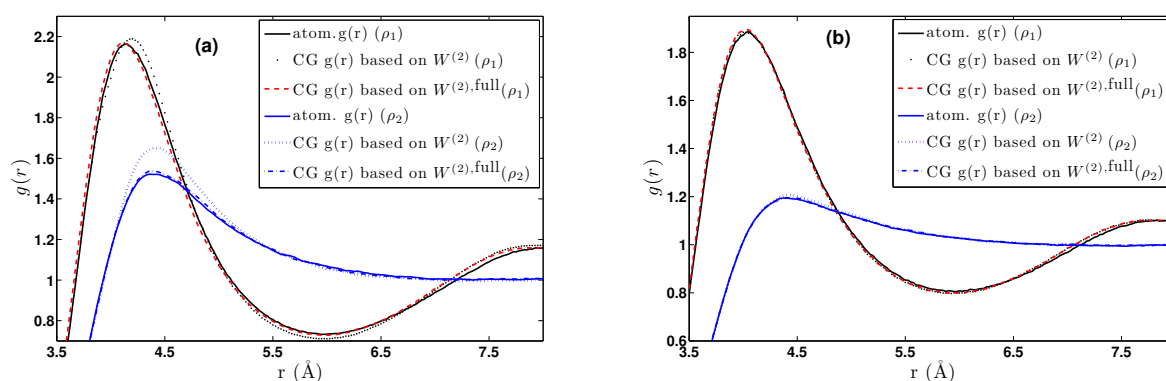 (a)
atom.g(r) (ρ₁)
CG g(r) based on W⁽²⁾ (ρ₁)
CG g(r) based on W⁽²⁾,ᶠᵘˡˡ(ρ₁)
atom. g(r) (ρ₂)
CG g(r) based on W⁽²⁾ (ρ₂)
CG g(r) based on W⁽²⁾,ᶠᵘˡˡ(ρ₂)
2.2
2
1.8
1.6
1.4
1.2
1
0.8
g(r)
3.5 4.5 5.5 6.5 7.5
r (Å)
(b)
atom. g(r) (ρ₁)
CG g(r) based on W⁽²⁾ (ρ₁)
CG g(r) based on W⁽²⁾,ᶠᵘˡˡ(ρ₁)
atom. g(r) (ρ₂)
CG g(r) based on W⁽²⁾ (ρ₂)
CG g(r) based on W⁽²⁾,ᶠᵘˡˡ(ρ₂)
1.8
1.6
1.4
1.2
1
0.8
0.6
g(r)
3.5 4.5 5.5 6.5 7.5
r (Å)